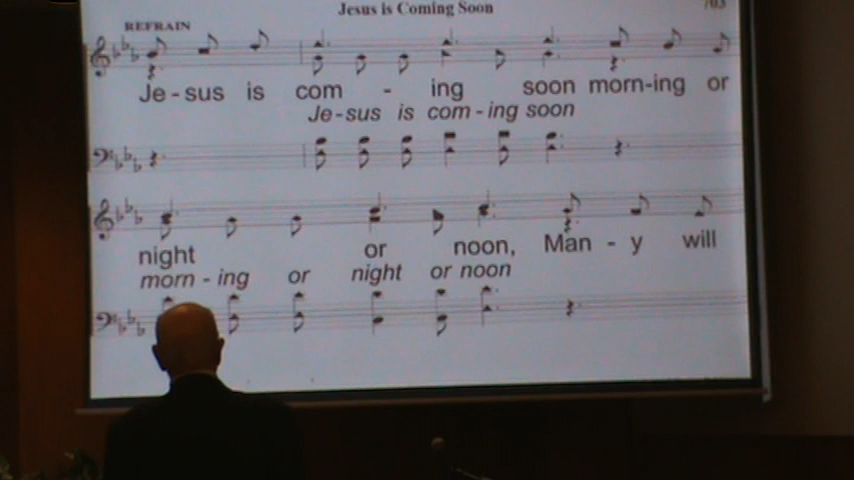 Jesus is Coming Soon
703
REFRAIN
Je - sus is com - ing soon morn-ing or
Je-sus is com-ing soon
night or noon, Man - y will
morn - ing or night or noon